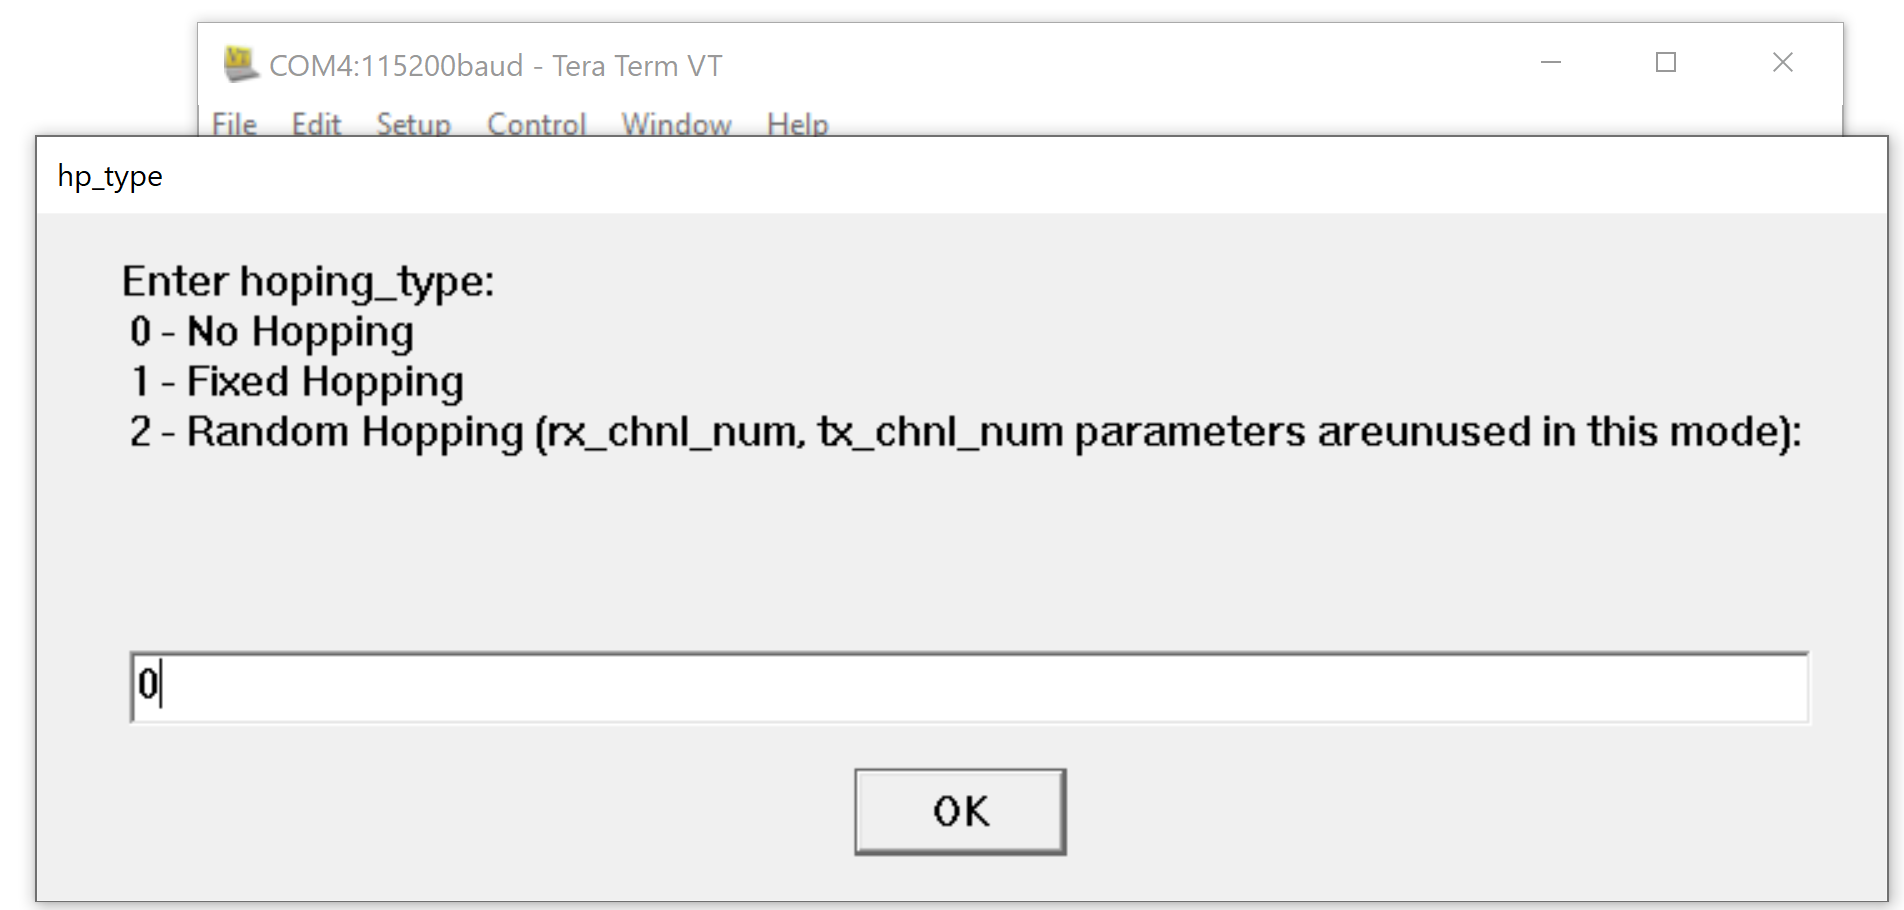 COM4:115200baud - Tera Term VT
File Edit Setup Control Window Help
hp_type
Enter hoping_type:
0 - No Hopping
1 - Fixed Hopping
2 - Random Hopping (rx_chnl_num, tx_chnl_num parameters areunused in this mode):
0
OK